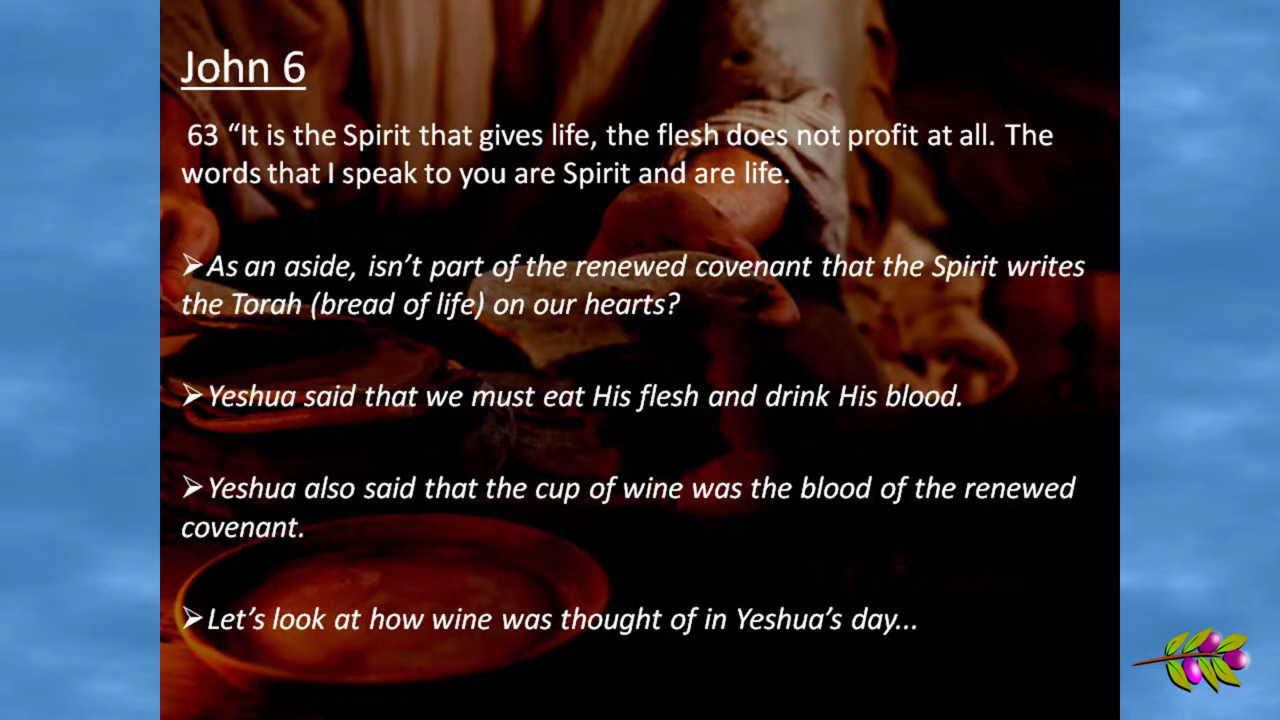 John 6
63 “It is the Spirit that gives life, the flesh does not profit at all. The
words that I speak to you are Spirit and are life.
➢As an aside, isn’t part of the renewed covenant that the Spirit writes
the Torah (bread of life) on our hearts?
➢Yeshua said that we must eat His flesh and drink His blood.
➢Yeshua also said that the cup of wine was the blood of the renewed
covenant.
➢Let’s look at how wine was thought of in Yeshua’s day...